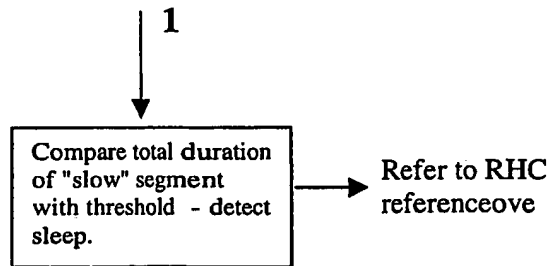 1
Compare total duration
of "slow" segment
with threshold - detect
sleep.
Refer to RHC
referenceove